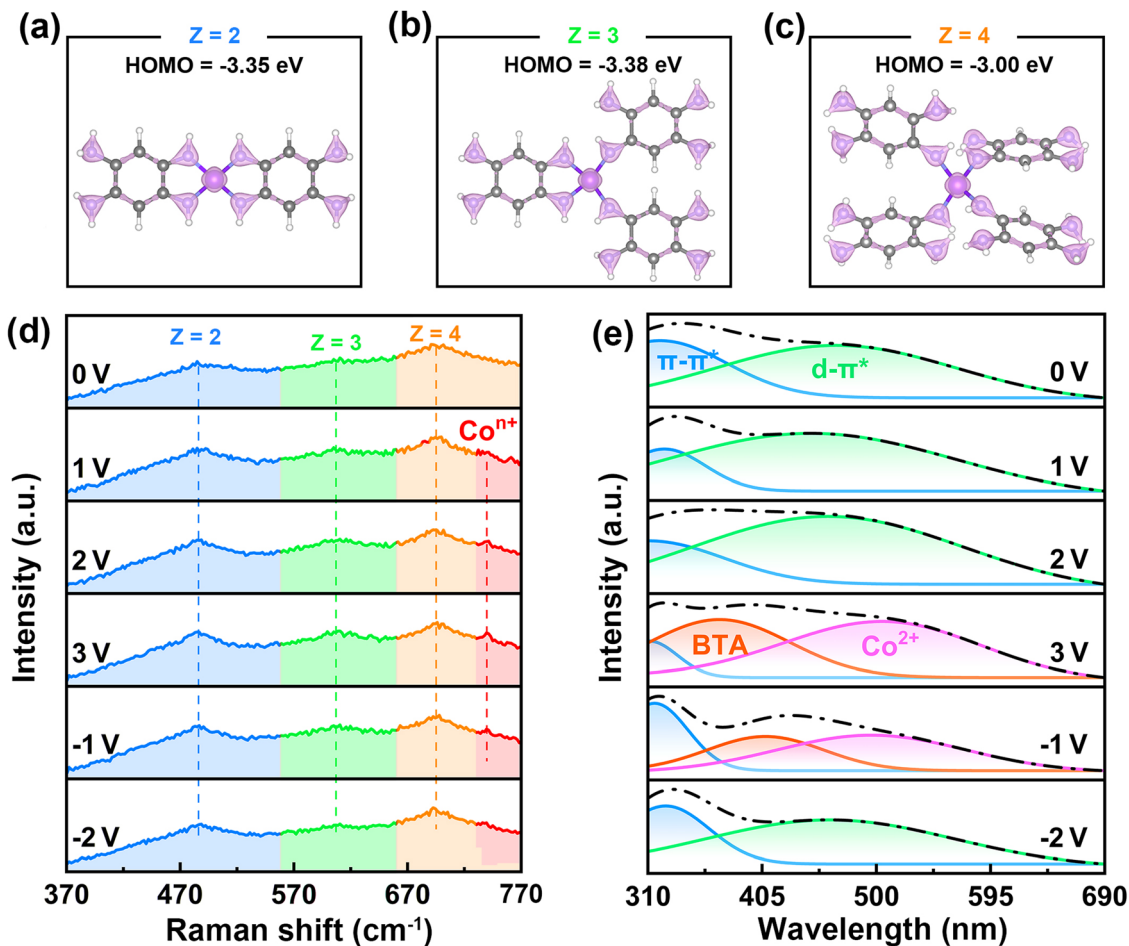 (a)
Z = 2
HOMO = -3.35 eV
(b)
Z = 3
HOMO = -3.38 eV
(c)
Z = 4
HOMO = -3.00 eV
(d)
Z = 2
Z = 3
Z = 4
0 V
Coⁿ⁺
1 V
2 V
3 V
-1 V
-2 V
370 470 570 670 770
Raman shift (cm⁻¹)
Intensity (a.u.)
(e)
π-π*
d-π*
0 V
1 V
2 V
BTA
Co²⁺
3 V
-1 V
-2 V
310 405 500 595 690
Wavelength (nm)
Intensity (a.u.)